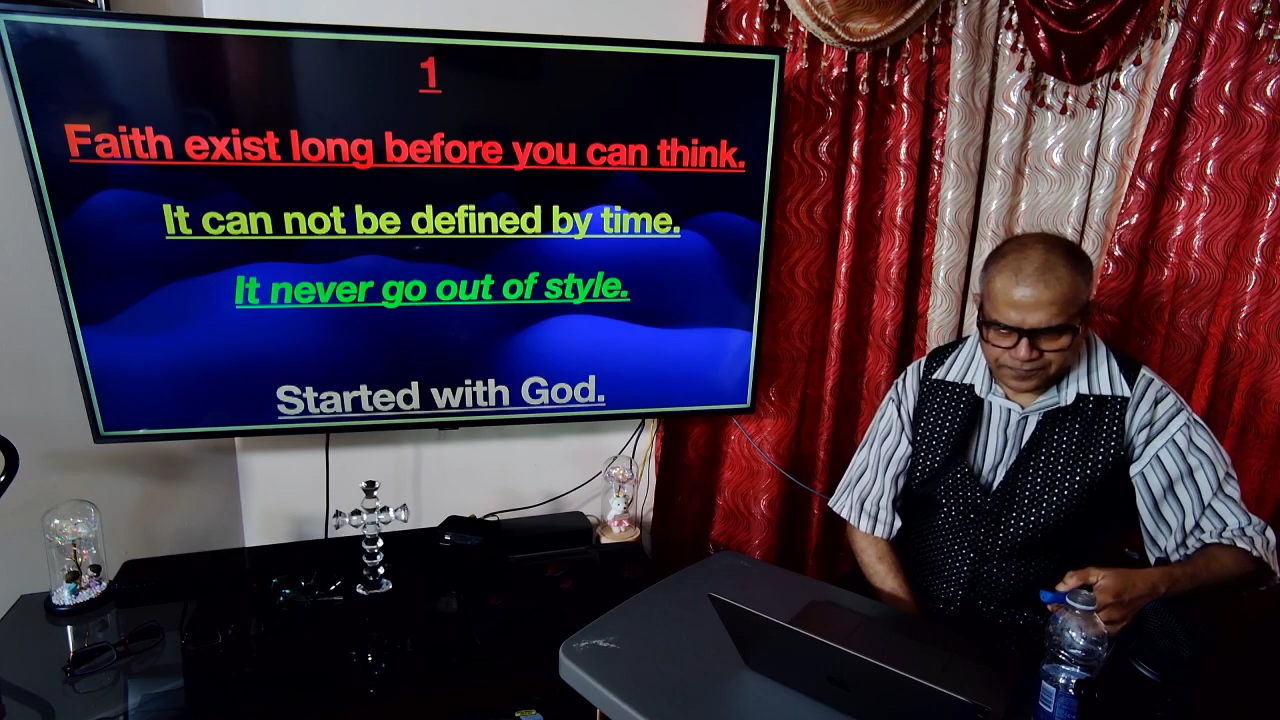 1
Faith exist long before you can think.
It can not be defined by time.
It never go out of style.
Started with God.